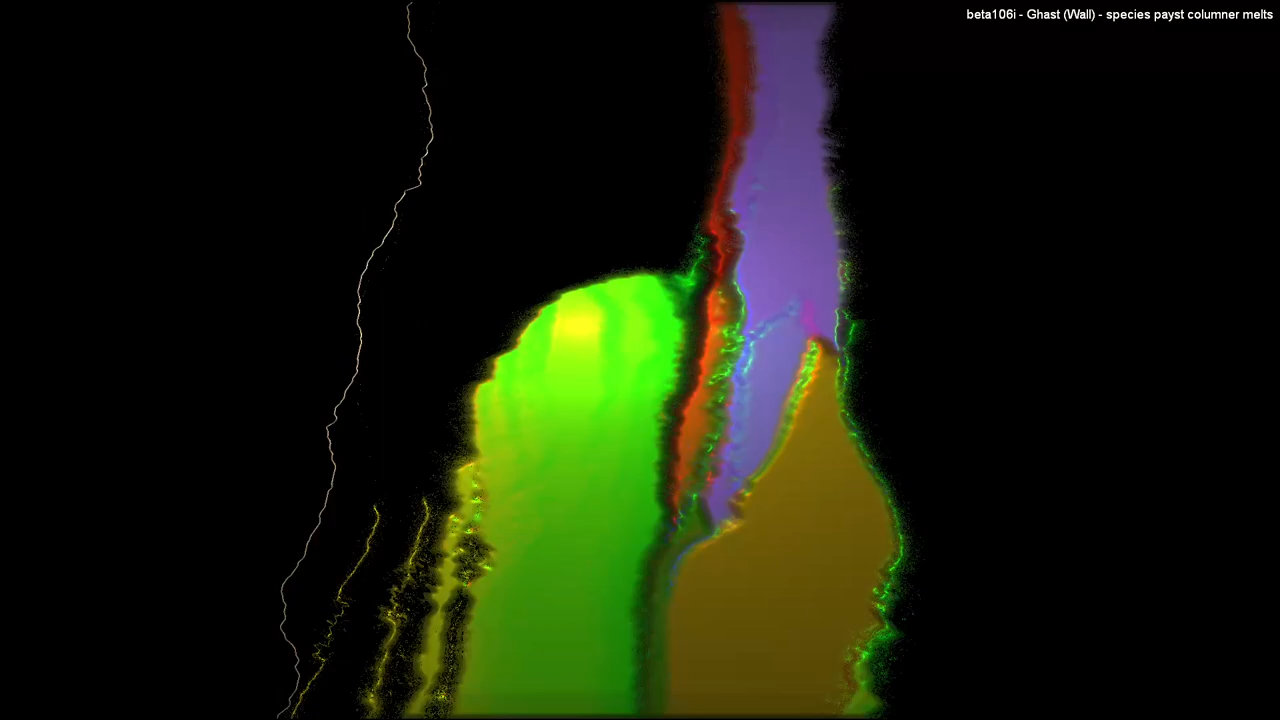 beta106i - Ghast (Wall) - species payst columner melts